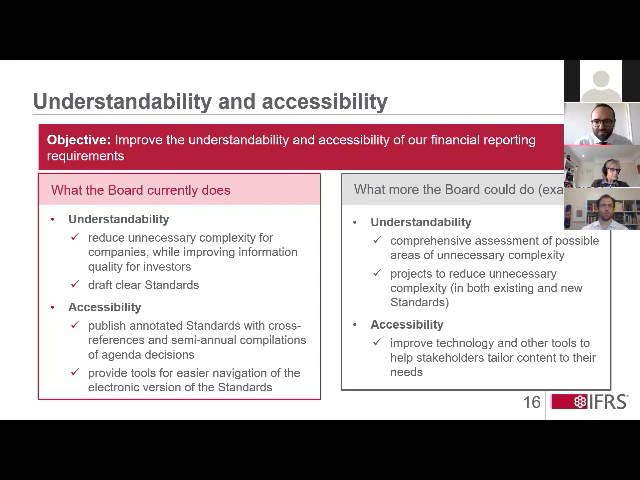 Understandability and accessibility
Objective: Improve the understandability and accessibility of our financial reporting
requirements
What the Board currently does
• Understandability
✓ reduce unnecessary complexity for
companies, while improving information
quality for investors
✓ draft clear Standards
• Accessibility
✓ publish annotated Standards with cross-
references and semi-annual compilations
of agenda decisions
✓ provide tools for easier navigation of the
electronic version of the Standards
What more the Board could do (exa
• Understandability
✓ comprehensive assessment of possible
areas of unnecessary complexity
✓ projects to reduce unnecessary
complexity (in both existing and new
Standards)
• Accessibility
✓ improve technology and other tools to
help stakeholders tailor content to their
needs
16
IFRS